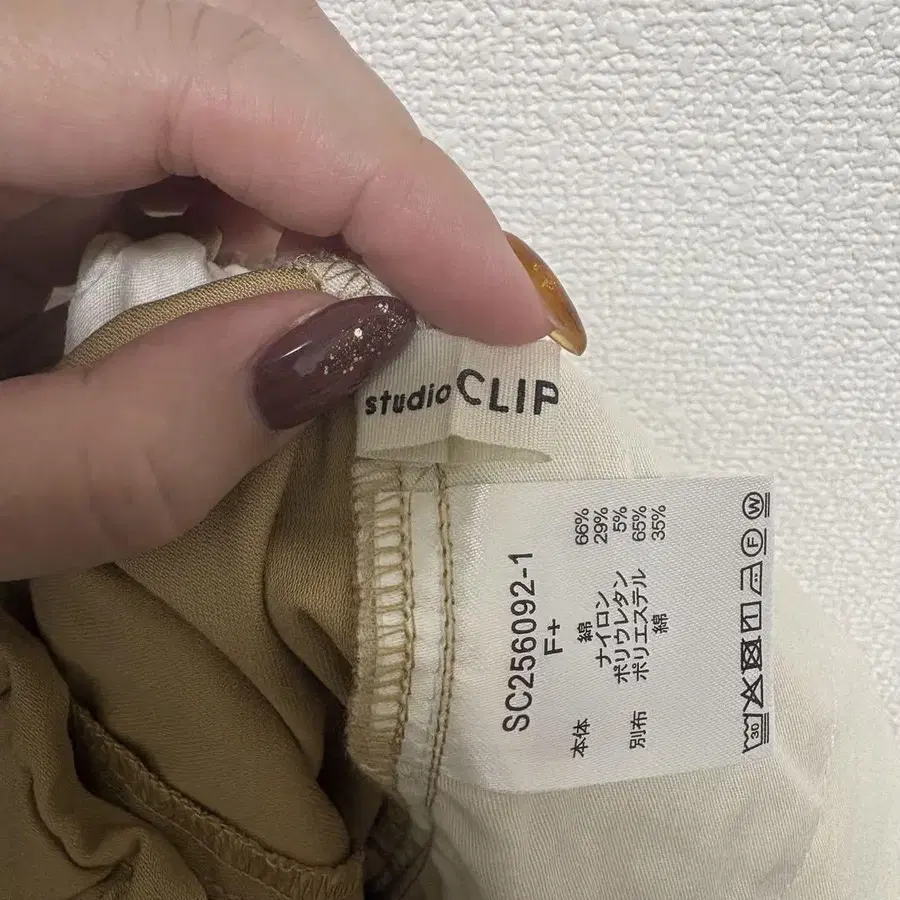 studio CLIP
SC256092-1
F+
本体 綿 66%
ナイロン 29%
ポリウレタン 5%
別布 ポリエステル 65%
綿 35%
30
F
W